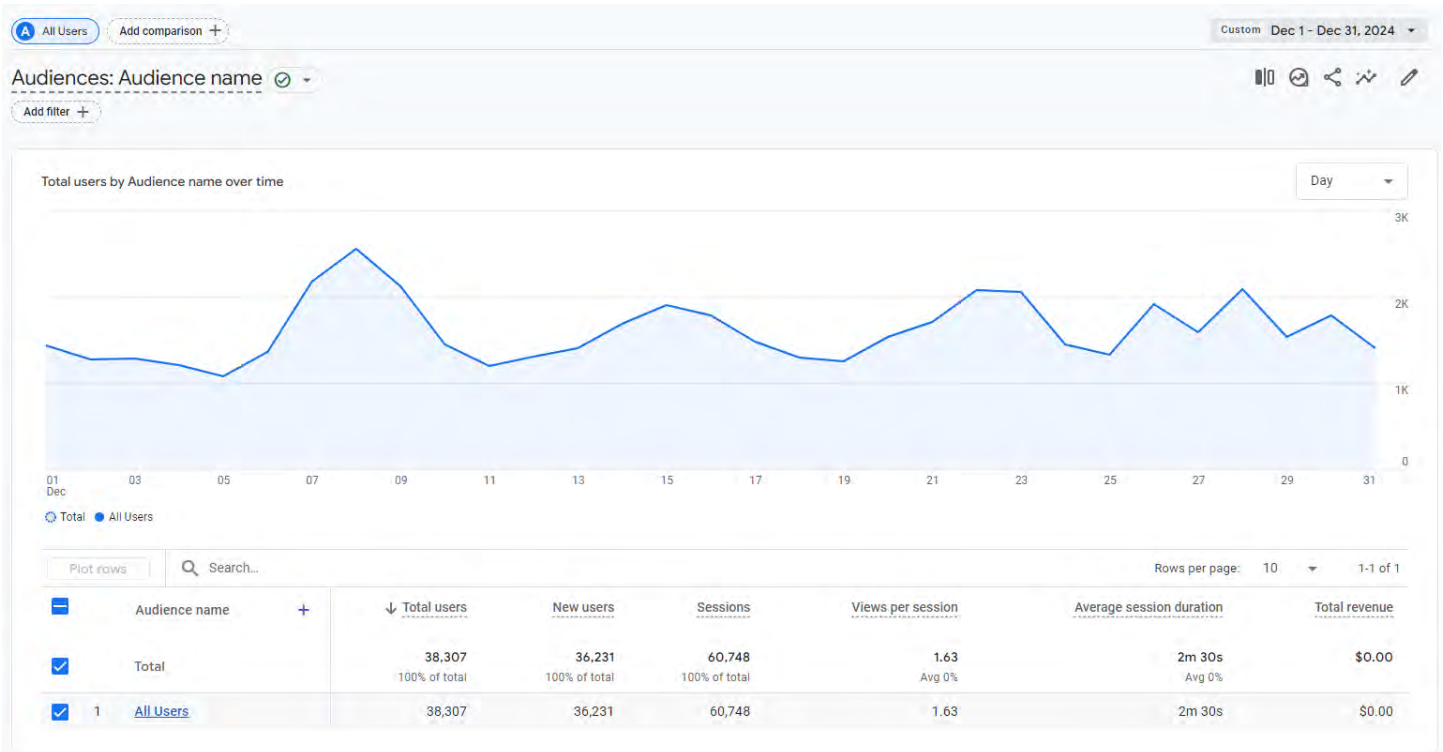 A All Users Add comparison + Custom Dec 1 - Dec 31, 2024
Audiences: Audience name
Add filter +
Total users by Audience name over time Day
3K
2K
1K
0
01 03 05 07 09 11 13 15 17 19 21 23 25 27 29 31
Dec
Total All Users
Plot rows Search... Rows per page: 10 1-1 of 1
Audience name + Total users New users Sessions Views per session Average session duration Total revenue
Total 38,307 36,231 60,748 1.63 2m 30s $0.00
100% of total 100% of total 100% of total Avg 0% Avg 0%
1 All Users 38,307 36,231 60,748 1.63 2m 30s $0.00